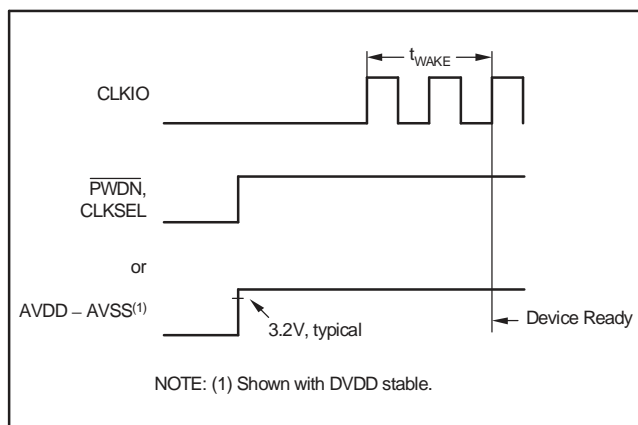 tWAKE
CLKIO
PWDN,
CLKSEL
or
AVDD – AVSS(1)
3.2V, typical
Device Ready
NOTE: (1) Shown with DVDD stable.